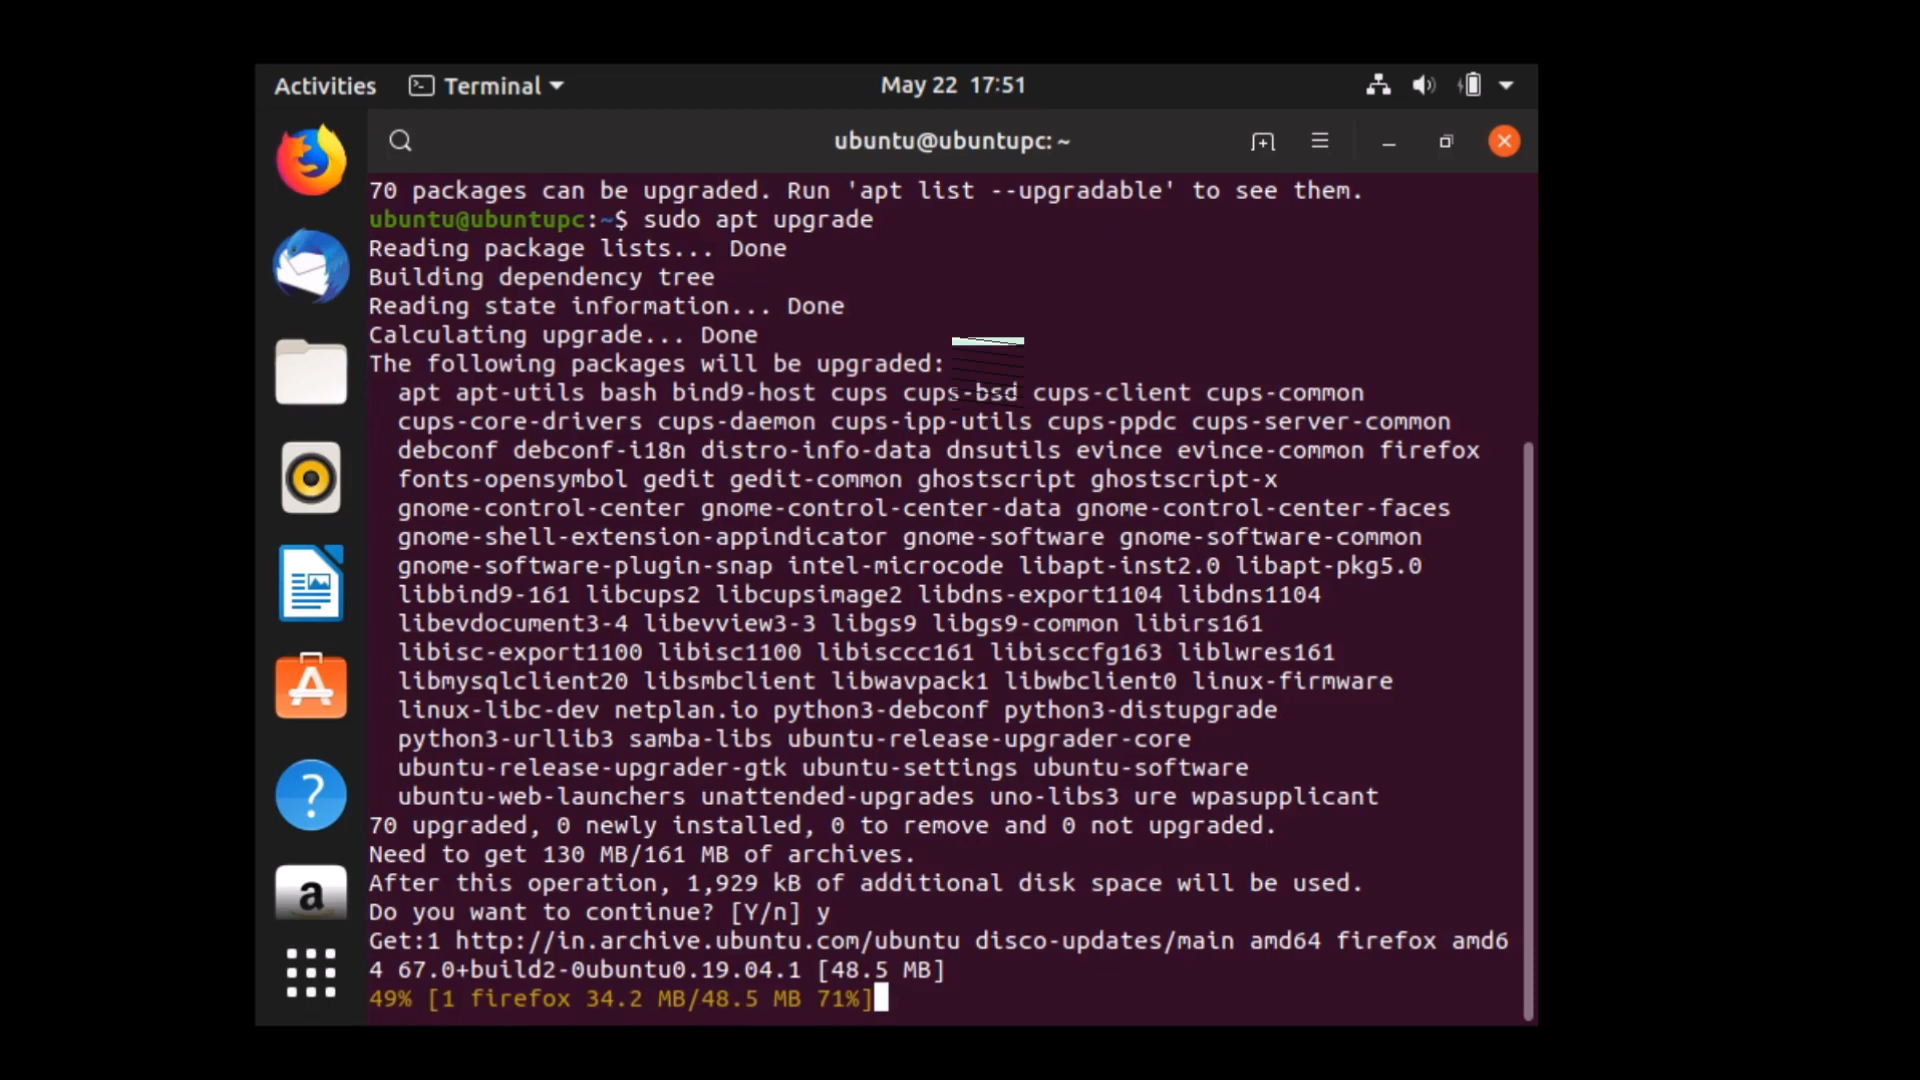 Activities Terminal May 22 17:51
ubuntu@ubuntupc: ~
70 packages can be upgraded. Run 'apt list --upgradable' to see them.
ubuntu@ubuntupc:~$ sudo apt upgrade
Reading package lists... Done
Building dependency tree
Reading state information... Done
Calculating upgrade... Done
The following packages will be upgraded:
apt apt-utils bash bind9-host cups cups-bsd cups-client cups-common
cups-core-drivers cups-daemon cups-ipp-utils cups-ppdc cups-server-common
debconf debconf-i18n distro-info-data dnsutils evince evince-common firefox
fonts-opensymbol gedit gedit-common ghostscript ghostscript-x
gnome-control-center gnome-control-center-data gnome-control-center-faces
gnome-shell-extension-appindicator gnome-software gnome-software-common
gnome-software-plugin-snap intel-microcode libapt-inst2.0 libapt-pkg5.0
libbind9-161 libcups2 libcupsimage2 libdns-export1104 libdns1104
libevdocument3-4 libevview3-3 libgs9 libgs9-common libirs161
libisc-export1100 libisc1100 libisccc161 libisccfg163 liblwres161
libmysqlclient20 libsmbclient libwavpack1 libwbclient0 linux-firmware
linux-libc-dev netplan.io python3-debconf python3-distupgrade
python3-urllib3 samba-libs ubuntu-release-upgrader-core
ubuntu-release-upgrader-gtk ubuntu-settings ubuntu-software
ubuntu-web-launchers unattended-upgrades uno-libs3 ure wpasupplicant
70 upgraded, 0 newly installed, 0 to remove and 0 not upgraded.
Need to get 130 MB/161 MB of archives.
After this operation, 1,929 kB of additional disk space will be used.
Do you want to continue? [Y/n] y
Get:1 http://in.archive.ubuntu.com/ubuntu disco-updates/main amd64 firefox amd6
4 67.0+build2-0ubuntu0.19.04.1 [48.5 MB]
49% [1 firefox 34.2 MB/48.5 MB 71%]